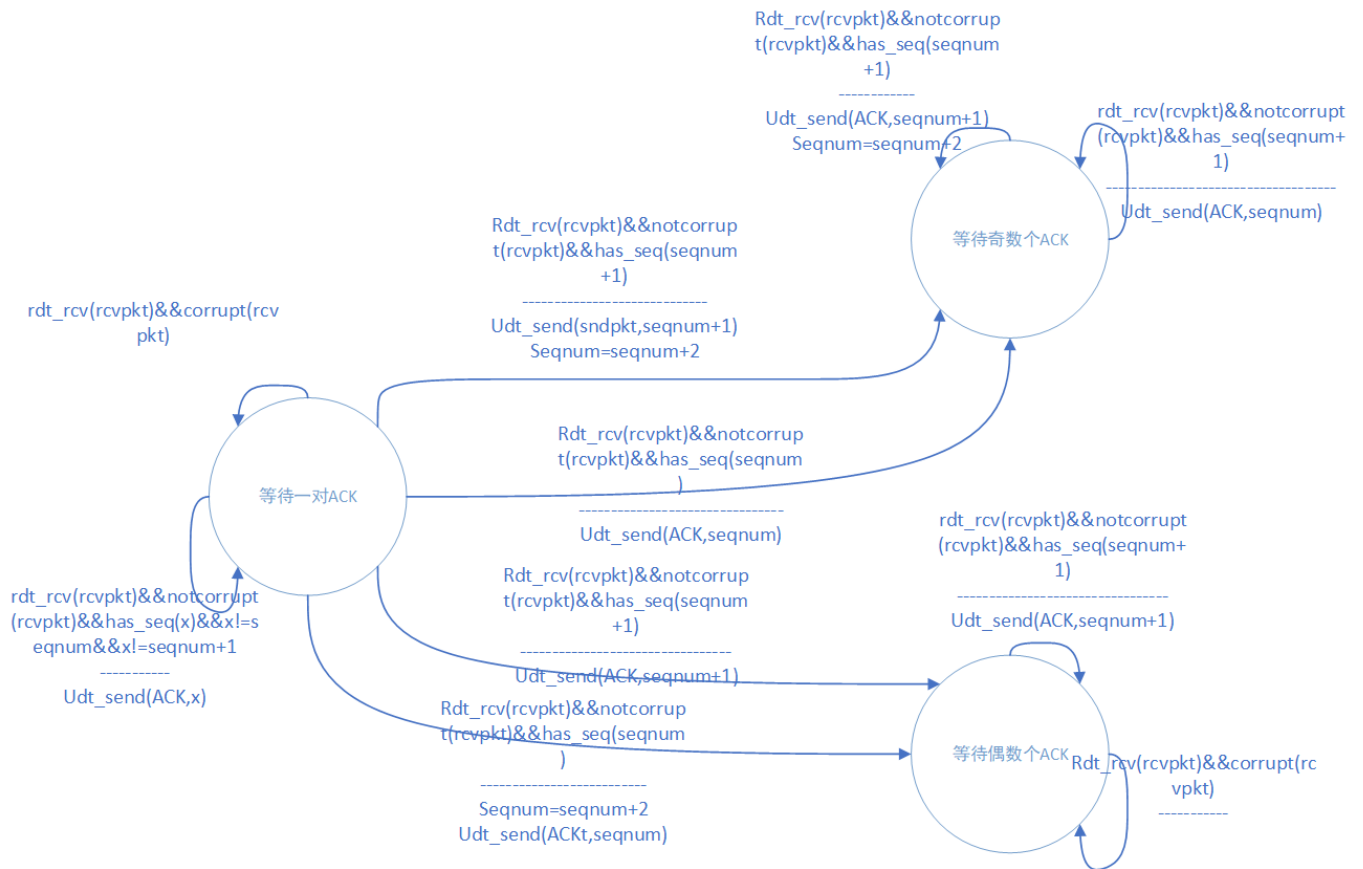 Rdt_rcv(rcvpkt)&&notcorrup
t(rcvpkt)&&has_seq(seqnum
+1)
------------
Udt_send(ACK,seqnum+1)
Seqnum=seqnum+2
rdt_rcv(rcvpkt)&&notcorrupt
(rcvpkt)&&has_seq(seqnum+
1)
-----------------------------------
Udt_send(ACK,seqnum)
等待奇数个ACK
Rdt_rcv(rcvpkt)&&notcorrup
t(rcvpkt)&&has_seq(seqnum
+1)
-----------------------------
Udt_send(sndpkt,seqnum+1)
Seqnum=seqnum+2
rdt_rcv(rcvpkt)&&corrupt(rcv
pkt)
等待一对ACK
Rdt_rcv(rcvpkt)&&notcorrup
t(rcvpkt)&&has_seq(seqnum
)
--------------------------------
Udt_send(ACK,seqnum)
rdt_rcv(rcvpkt)&&notcorrupt
(rcvpkt)&&has_seq(x)&&x!=s
eqnum&&x!=seqnum+1
-----------
Udt_send(ACK,x)
Rdt_rcv(rcvpkt)&&notcorrup
t(rcvpkt)&&has_seq(seqnum
+1)
---------------------------------
Udt_send(ACK,seqnum+1)
rdt_rcv(rcvpkt)&&notcorrupt
(rcvpkt)&&has_seq(seqnum+
1)
---------------------------------
Udt_send(ACK,seqnum+1)
Rdt_rcv(rcvpkt)&&notcorrup
t(rcvpkt)&&has_seq(seqnum
)
--------------------------
Seqnum=seqnum+2
Udt_send(ACKt,seqnum)
等待偶数个ACK
Rdt_rcv(rcvpkt)&&corrupt(rc
vpkt)
-----------